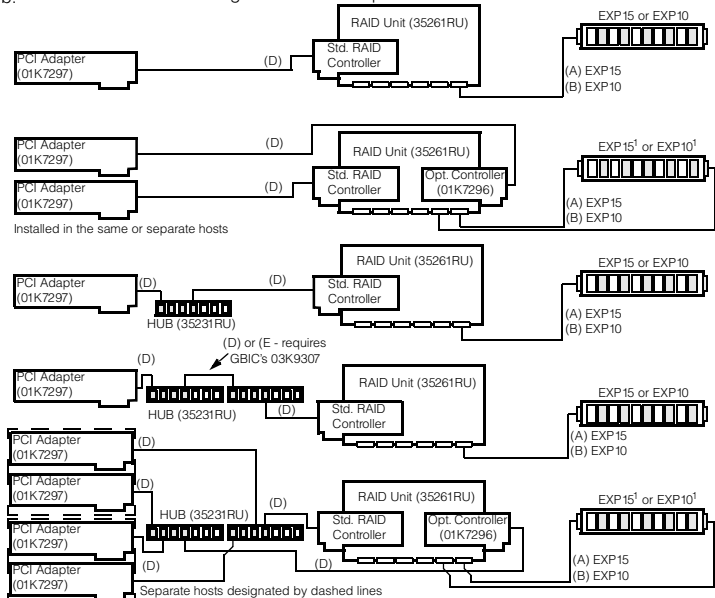 b.
RAID Unit (35261RU)
EXP15 or EXP10
Std. RAID
Controller
PCI Adapter
(01K7297)
(D)
(A) EXP15
(B) EXP10
PCI Adapter
(01K7297)
(D)
RAID Unit (35261RU)
EXP15¹ or EXP10¹
PCI Adapter
(01K7297)
(D)
Std. RAID
Controller
Opt. Controller
(01K7296)
(A) EXP15
(B) EXP10
Installed in the same or separate hosts
RAID Unit (35261RU)
EXP15 or EXP10
PCI Adapter
(01K7297)
(D)
(D)
Std. RAID
Controller
HUB (35231RU)
(A) EXP15
(B) EXP10
(D) or (E - requires
GBIC's 03K9307
(D)
PCI Adapter
(01K7297)
HUB (35231RU)
(D)
RAID Unit (35261RU)
Std. RAID
Controller
EXP15 or EXP10
(A) EXP15
(B) EXP10
PCI Adapter
(01K7297)
(D)
PCI Adapter
(01K7297)
(D)
HUB (35231RU)
(D)
RAID Unit (35261RU)
EXP15¹ or EXP10¹
PCI Adapter
(01K7297)
(D)
Std. RAID
Controller
Opt. Controller
(01K7296)
(D)
(A) EXP15
(B) EXP10
PCI Adapter
(01K7297)
Separate hosts designated by dashed lines